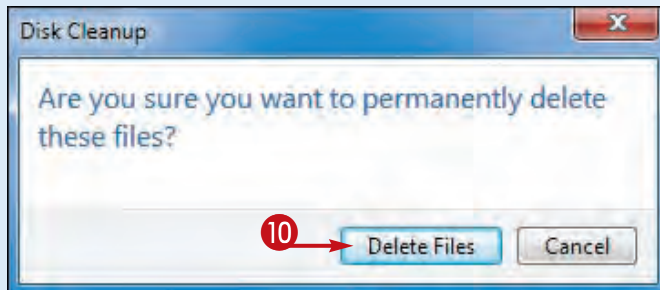 Disk Cleanup
Are you sure you want to permanently delete
these files?
10
Delete Files
Cancel